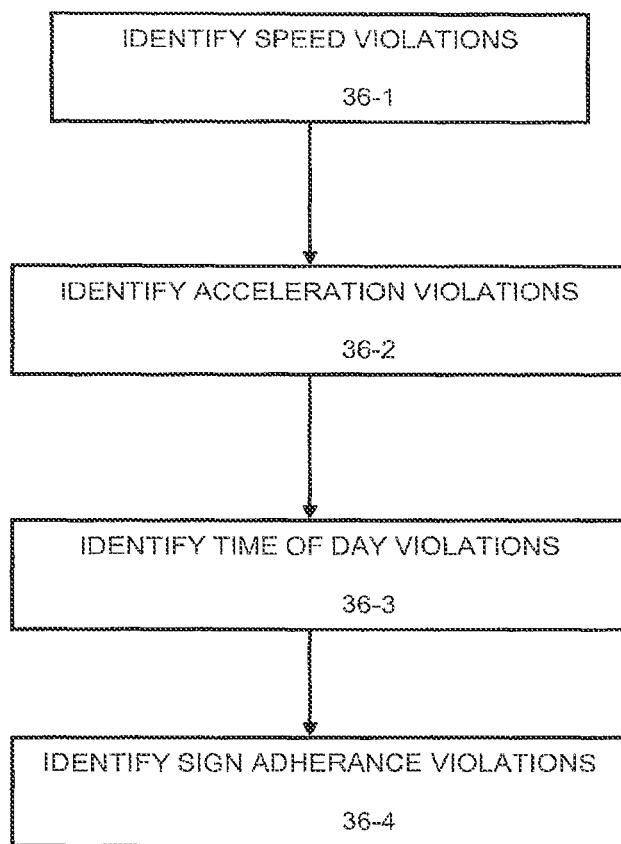 IDENTIFY SPEED VIOLATIONS
36-1
IDENTIFY ACCELERATION VIOLATIONS
36-2
IDENTIFY TIME OF DAY VIOLATIONS
36-3
IDENTIFY SIGN ADHERANCE VIOLATIONS
36-4